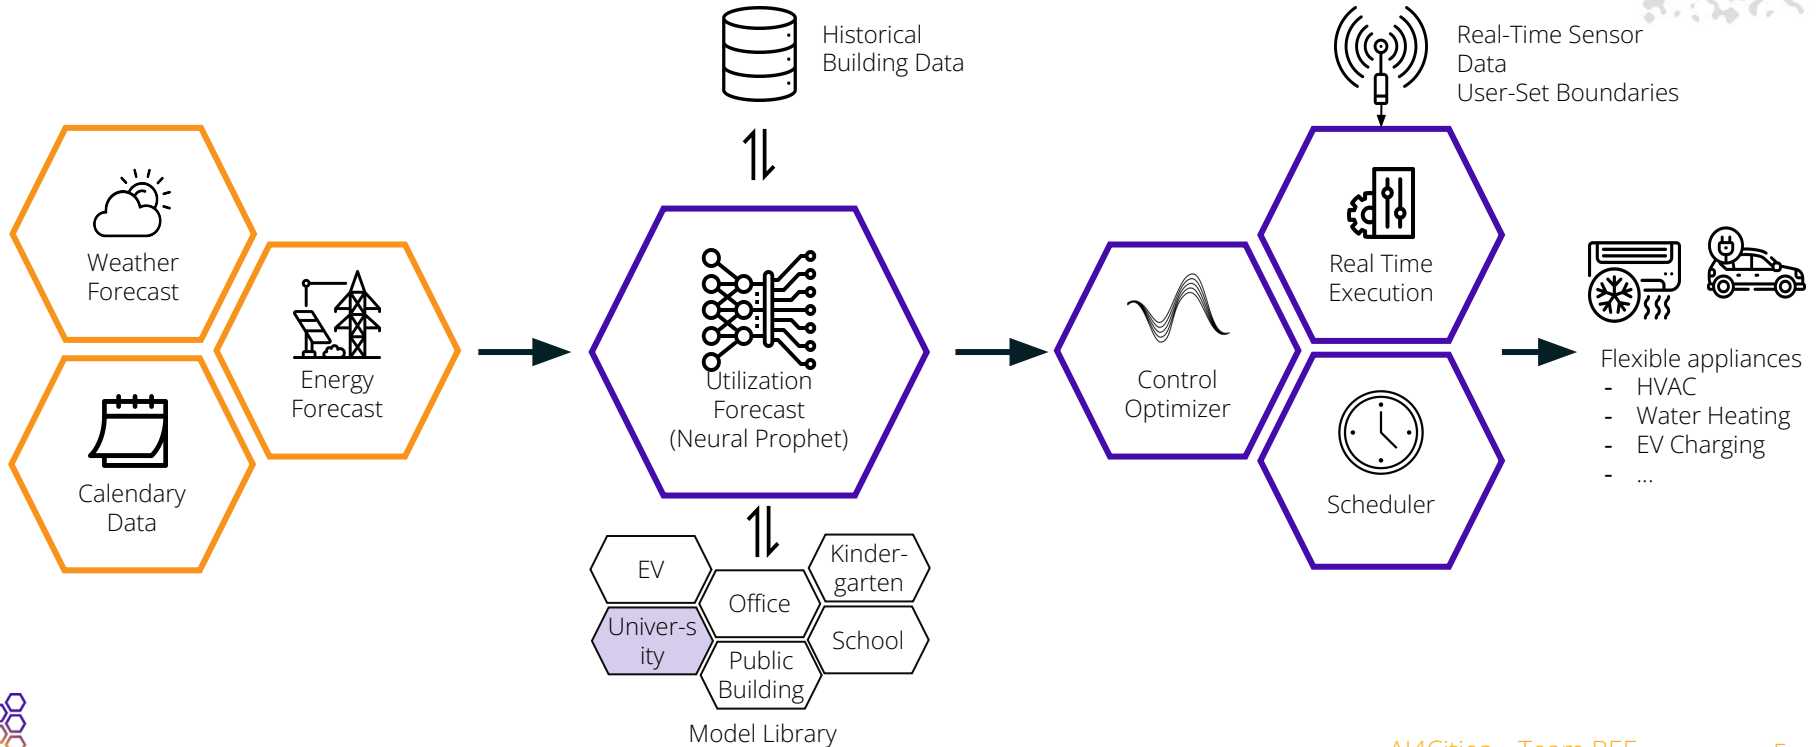 Historical
Building Data
Real-Time Sensor
Data
User-Set Boundaries
Weather
Forecast
Energy
Forecast
Calendary
Data
Utilization
Forecast
(Neural Prophet)
Control
Optimizer
Real Time
Execution
Scheduler
Flexible appliances
- HVAC
- Water Heating
- EV Charging
- ...
EV
Office
Kinder-
garten
Univer-s
ity
Public
Building
School
Model Library